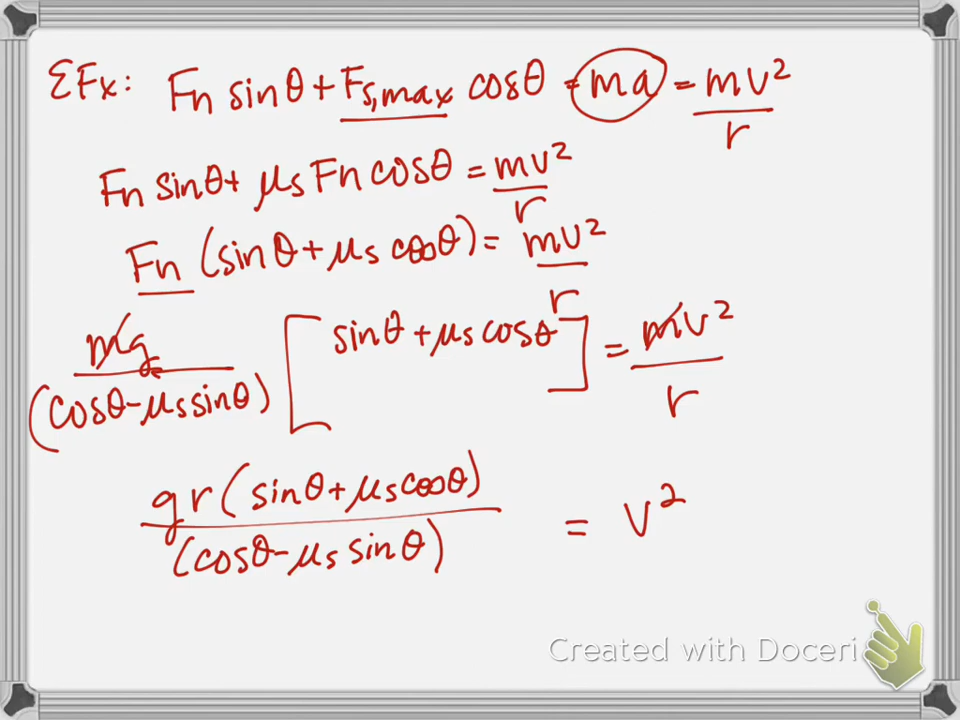 ΣFx: Fn sinθ + Fs,max cosθ = ma = mv²/r
Fn sinθ + μs Fn cosθ = mv²/r
Fn (sinθ + μs cosθ) = mv²/r
mg/(cosθ - μs sinθ) [sinθ + μs cosθ] = mv²/r
gr(sinθ + μs cosθ)/(cosθ - μs sinθ) = v²
Created with Doceri